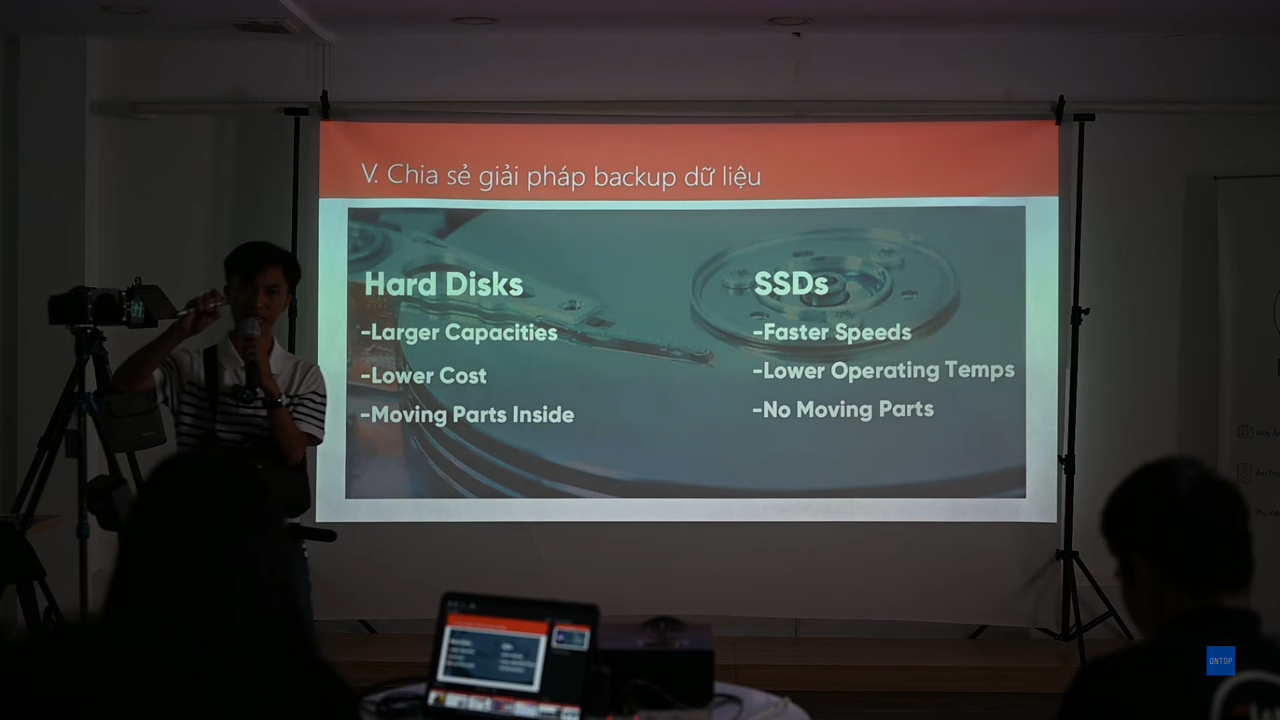 V. Chia sẻ giải pháp backup dữ liệu
Hard Disks
-Larger Capacities
-Lower Cost
-Moving Parts Inside
SSDs
-Faster Speeds
-Lower Operating Temps
-No Moving Parts
ONTOP